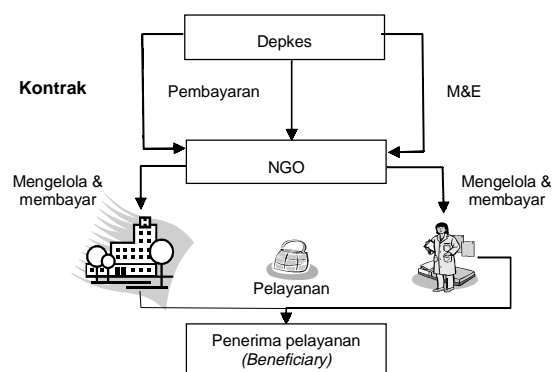 Depkes
Kontrak
Pembayaran
M&E
NGO
Mengelola &
membayar
Mengelola &
membayar
Pelayanan
Penerima pelayanan
(Beneficiary)